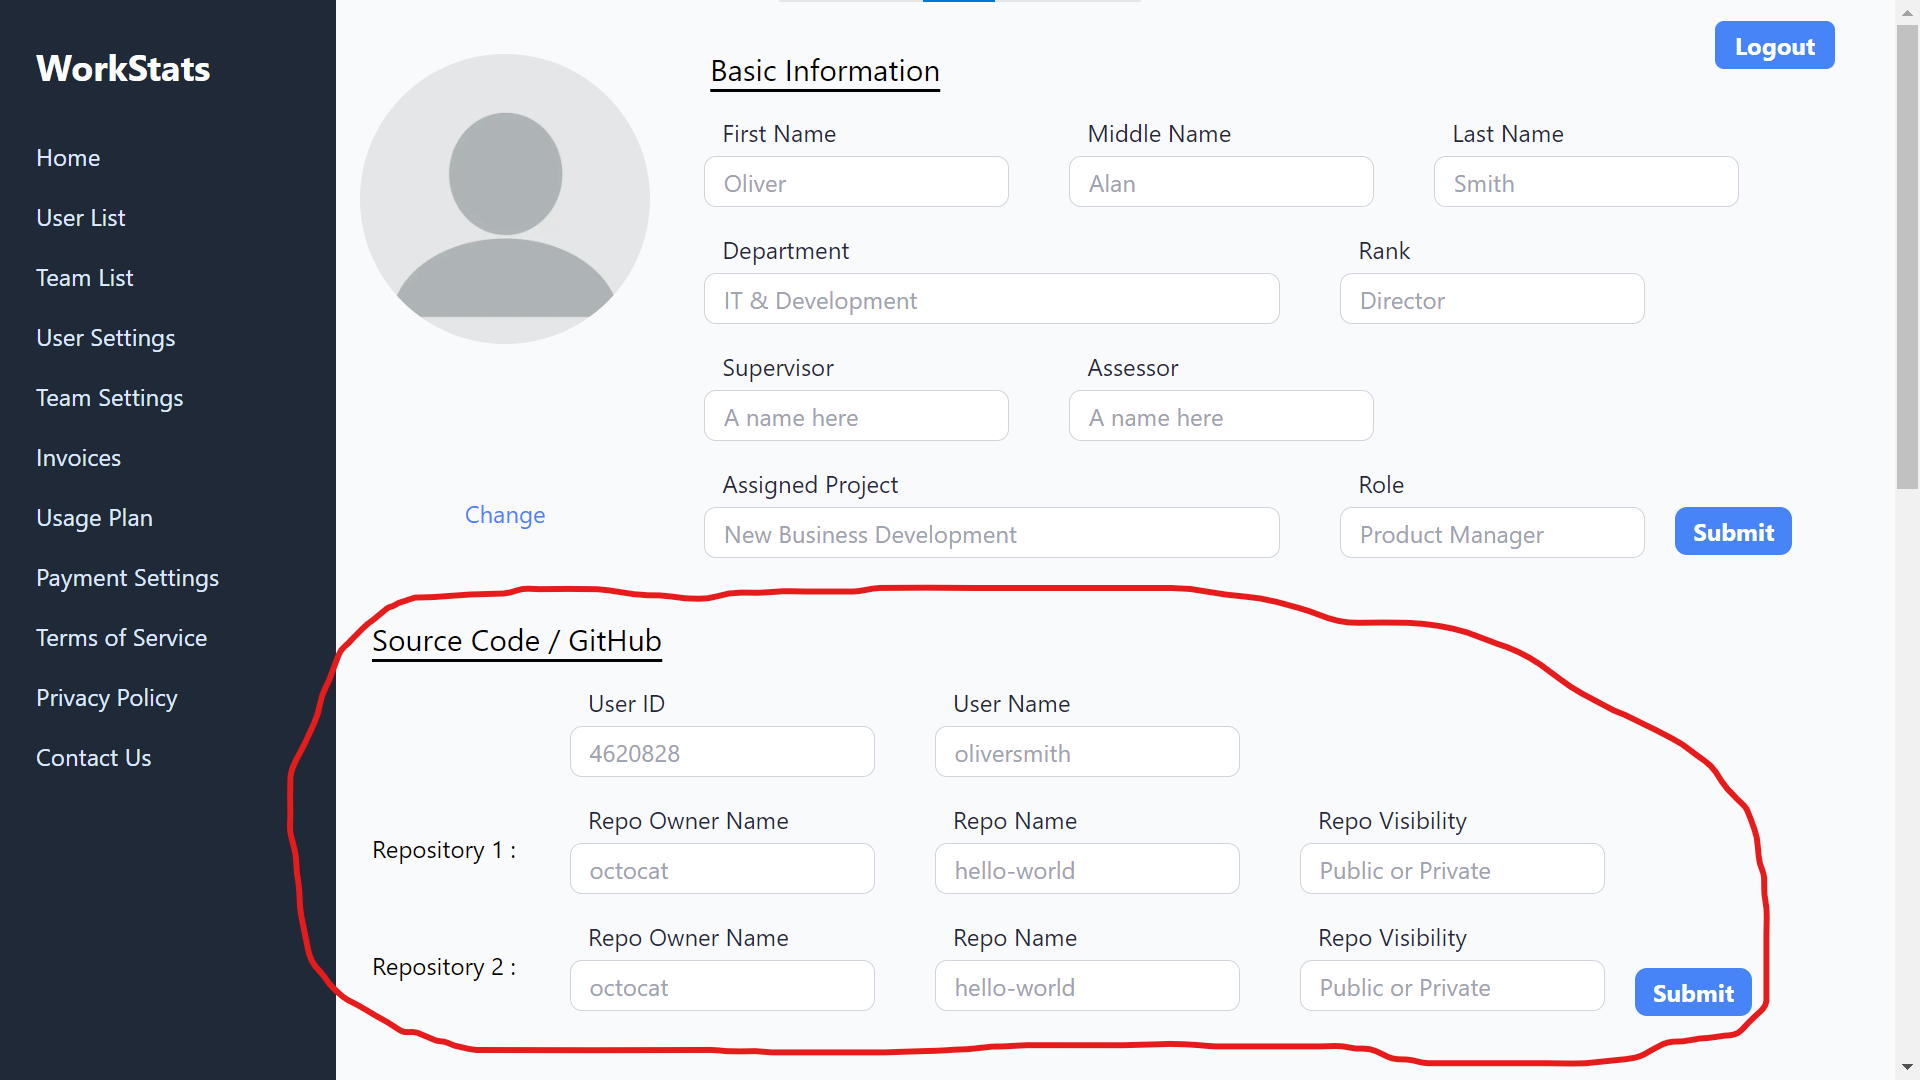 WorkStats
Home
User List
Team List
User Settings
Team Settings
Invoices
Usage Plan
Payment Settings
Terms of Service
Privacy Policy
Contact Us
Logout
Change
Basic Information
First Name Middle Name Last Name
Oliver Alan Smith
Department Rank
IT & Development Director
Supervisor Assessor
A name here A name here
Assigned Project Role
New Business Development Product Manager Submit
Source Code / GitHub
User ID User Name
4620828 oliversmith
Repo Owner Name Repo Name Repo Visibility
Repository 1 :
octocat hello-world Public or Private
Repo Owner Name Repo Name Repo Visibility
Repository 2 :
octocat hello-world Public or Private Submit